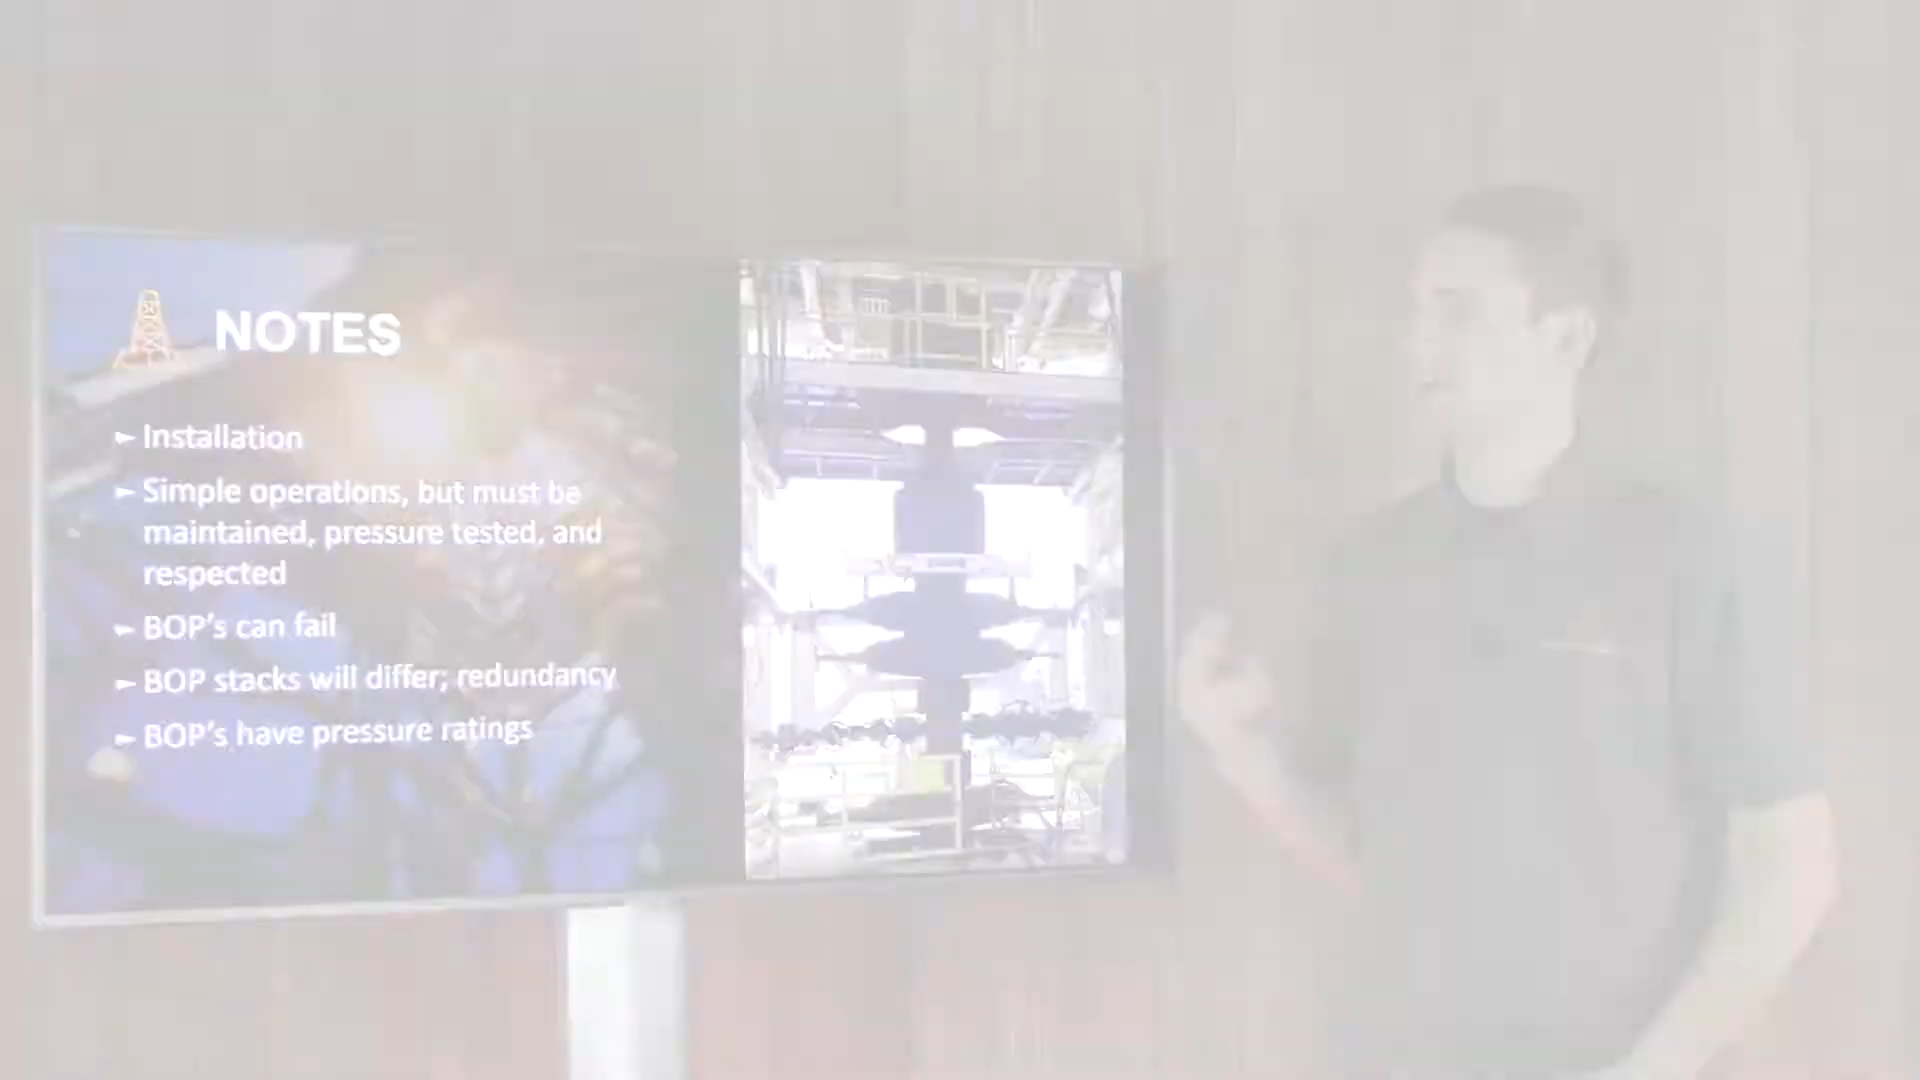 NOTES
► Installation
► Simple operations, but must be
maintained, pressure tested, and
respected
► BOP's can fail
► BOP stacks will differ; redundancy
► BOP's have pressure ratings